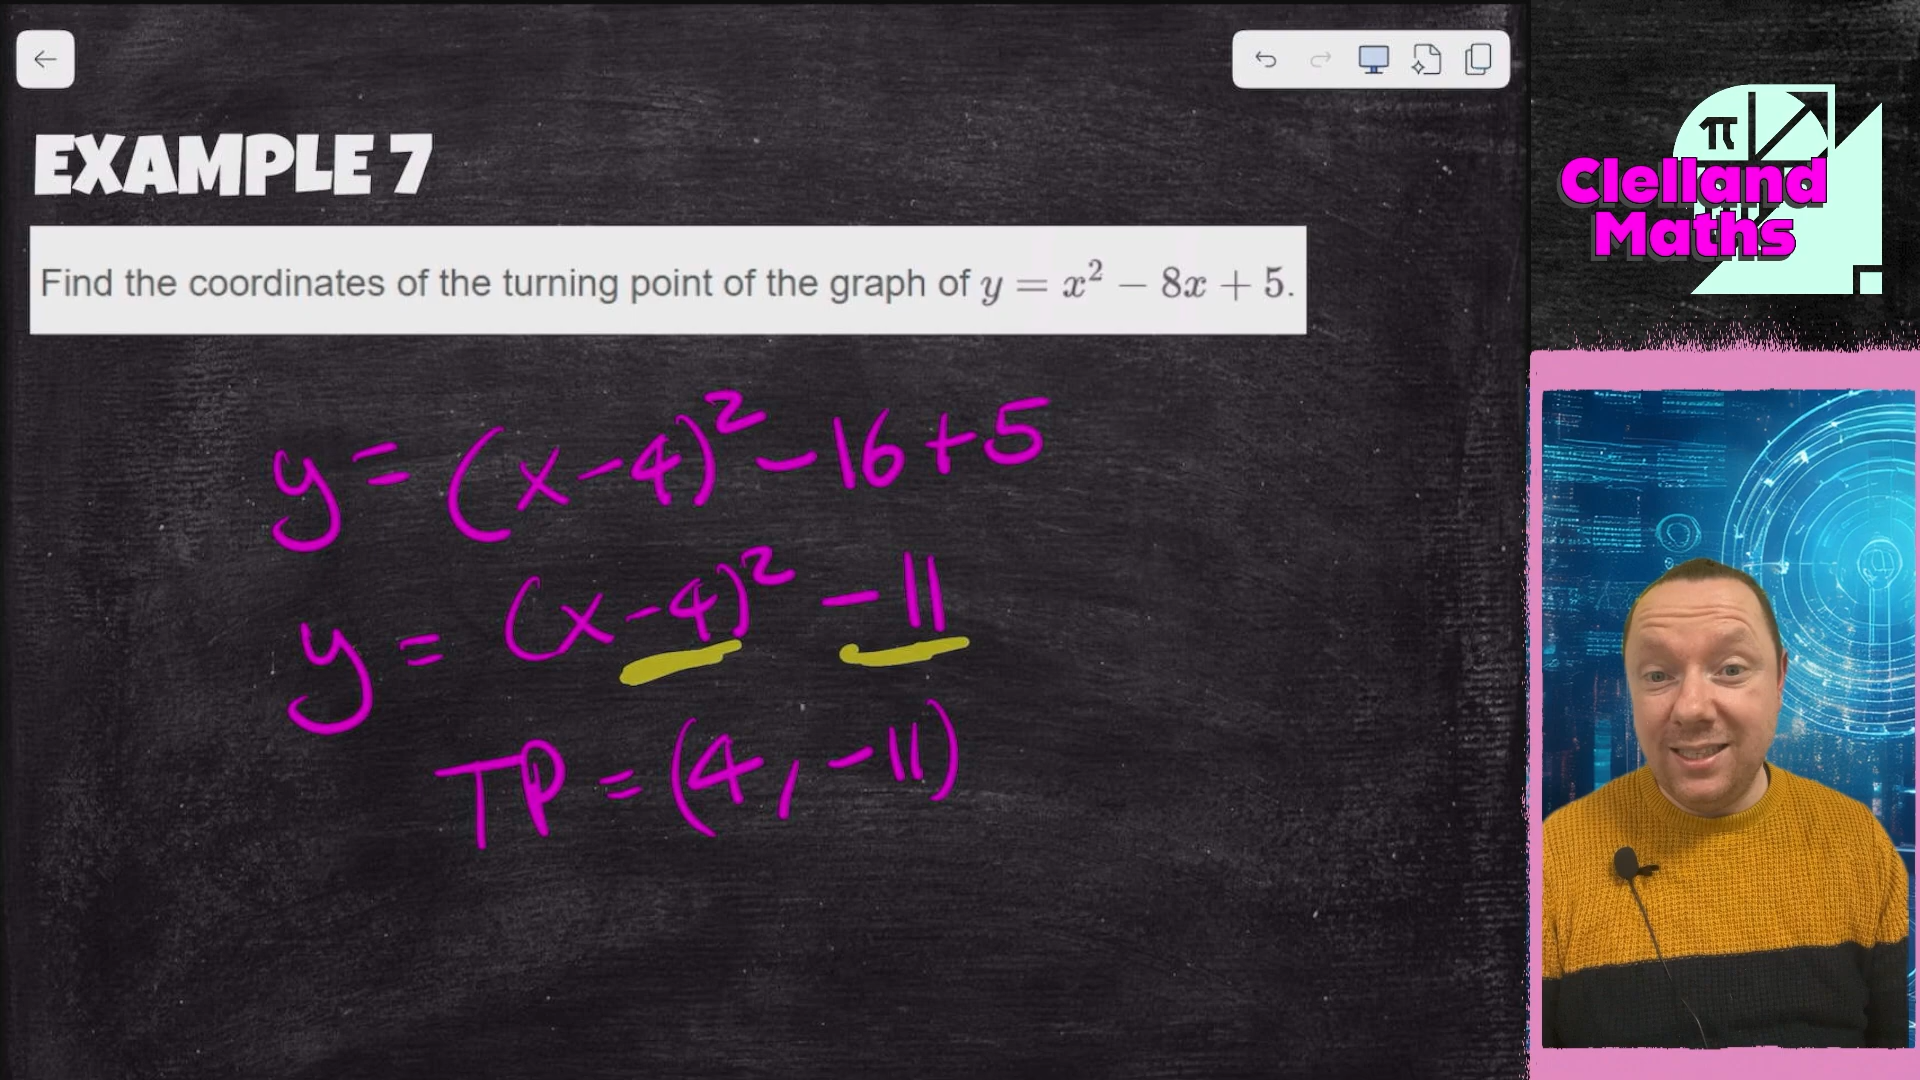 EXAMPLE 7
Find the coordinates of the turning point of the graph of y = x² − 8x + 5.
y = (x-4)² - 16 + 5
y = (x-4)² - 11
TP = (4, -11)
π
Clelland
Maths